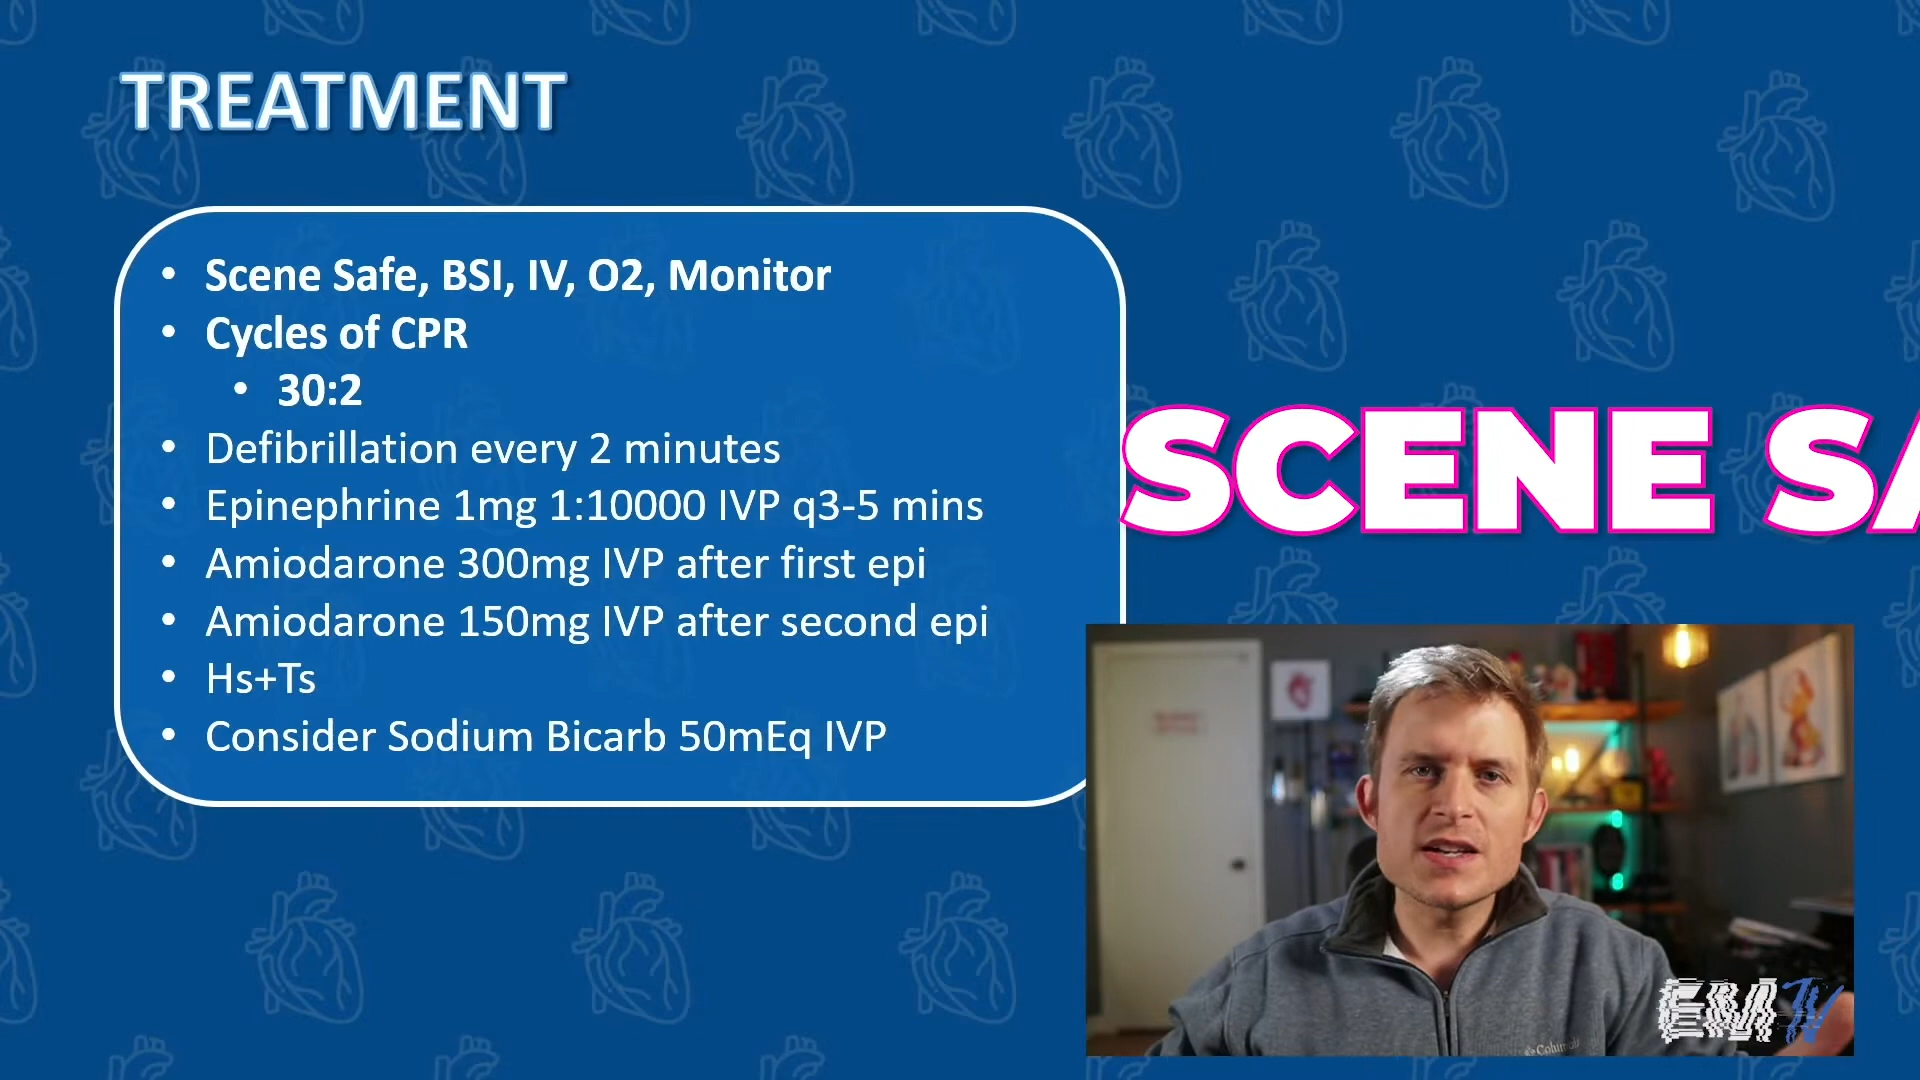 TREATMENT
• Scene Safe, BSI, IV, O2, Monitor
• Cycles of CPR
• 30:2
• Defibrillation every 2 minutes
• Epinephrine 1mg 1:10000 IVP q3-5 mins
• Amiodarone 300mg IVP after first epi
• Amiodarone 150mg IVP after second epi
• Hs+Ts
• Consider Sodium Bicarb 50mEq IVP
SCENE SA
Columbia
EMTV